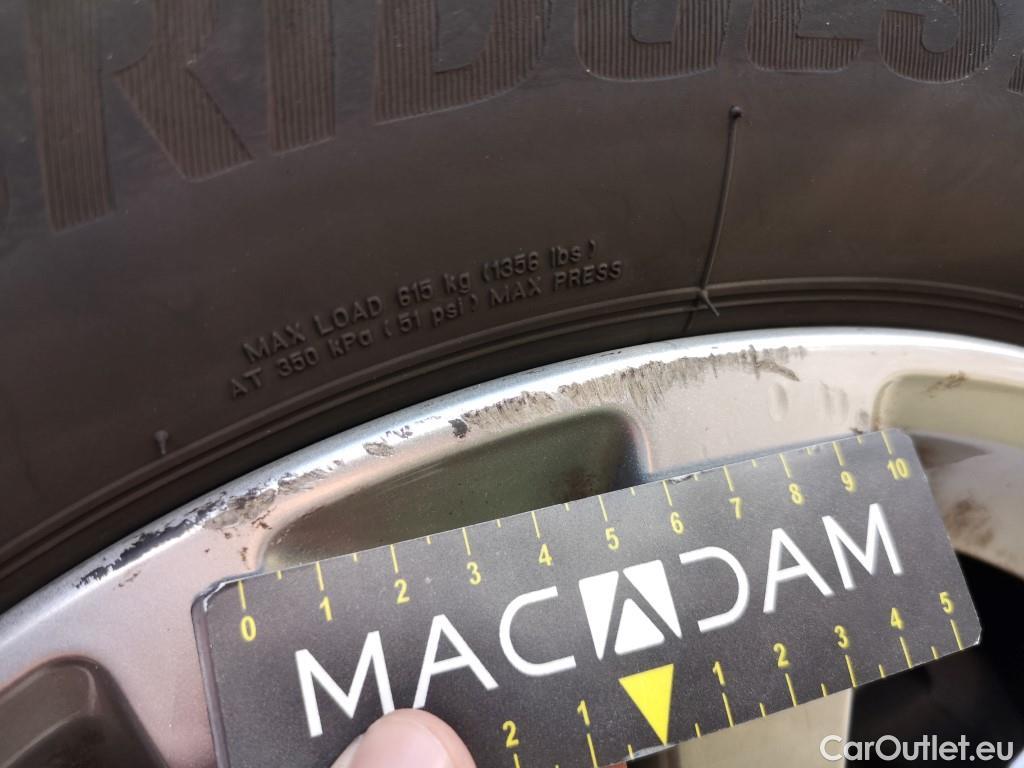 BRIDGES
MAX LOAD 615 kg (1356 lbs)
AT 350 kPa (51 psi) MAX PRESS
0 1 2 3 4 5 6 7 8 9 10
MACADAM
2 1 1 2 3 4 5
CarOutlet.eu